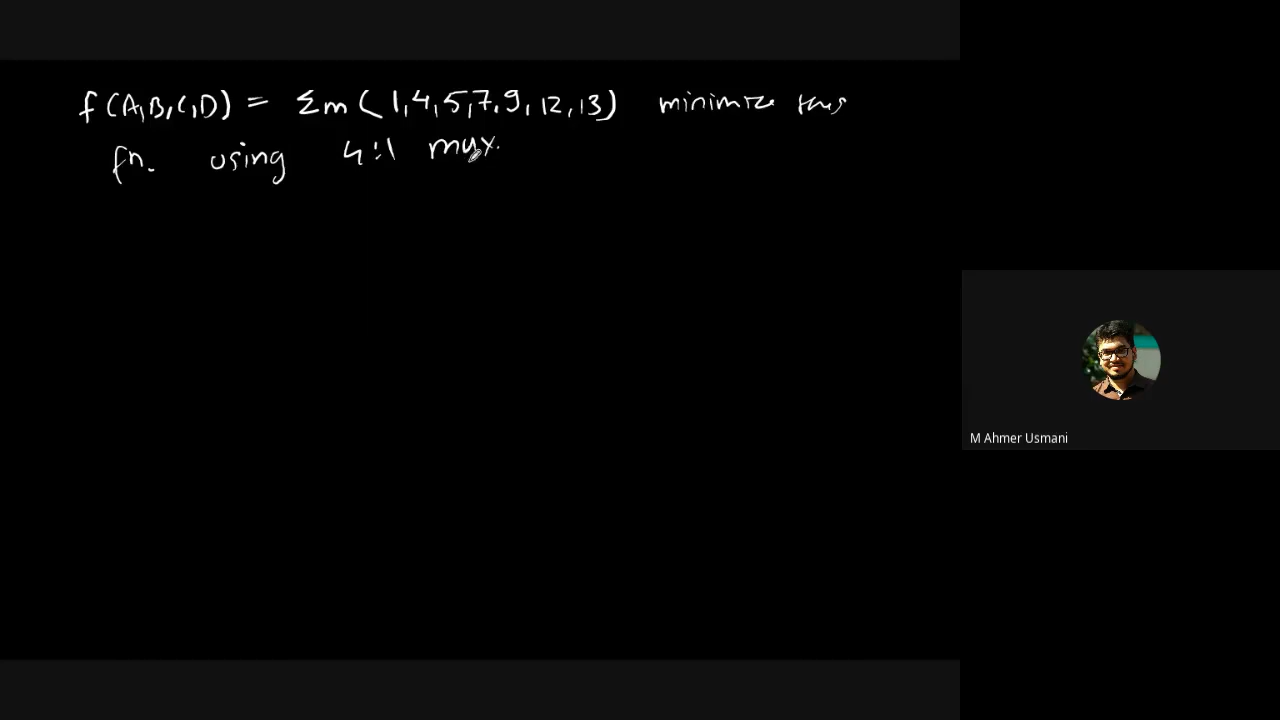 f (A,B,C,D) = Σm ( 1,4,5,7,9,12,13) minimize this
fn. using 4:1 mux.
M Ahmer Usmani